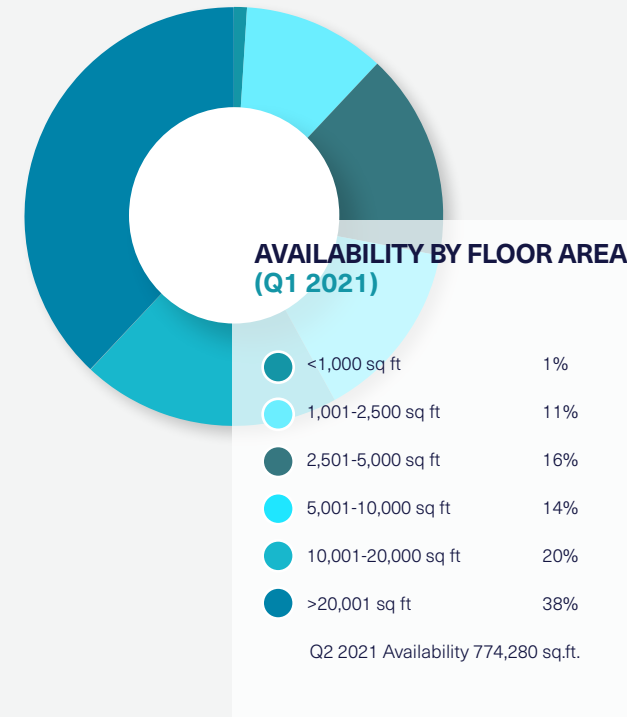 AVAILABILITY BY FLOOR AREA
(Q1 2021)
<1,000 sq ft 1%
1,001-2,500 sq ft 11%
2,501-5,000 sq ft 16%
5,001-10,000 sq ft 14%
10,001-20,000 sq ft 20%
>20,001 sq ft 38%
Q2 2021 Availability 774,280 sq.ft.